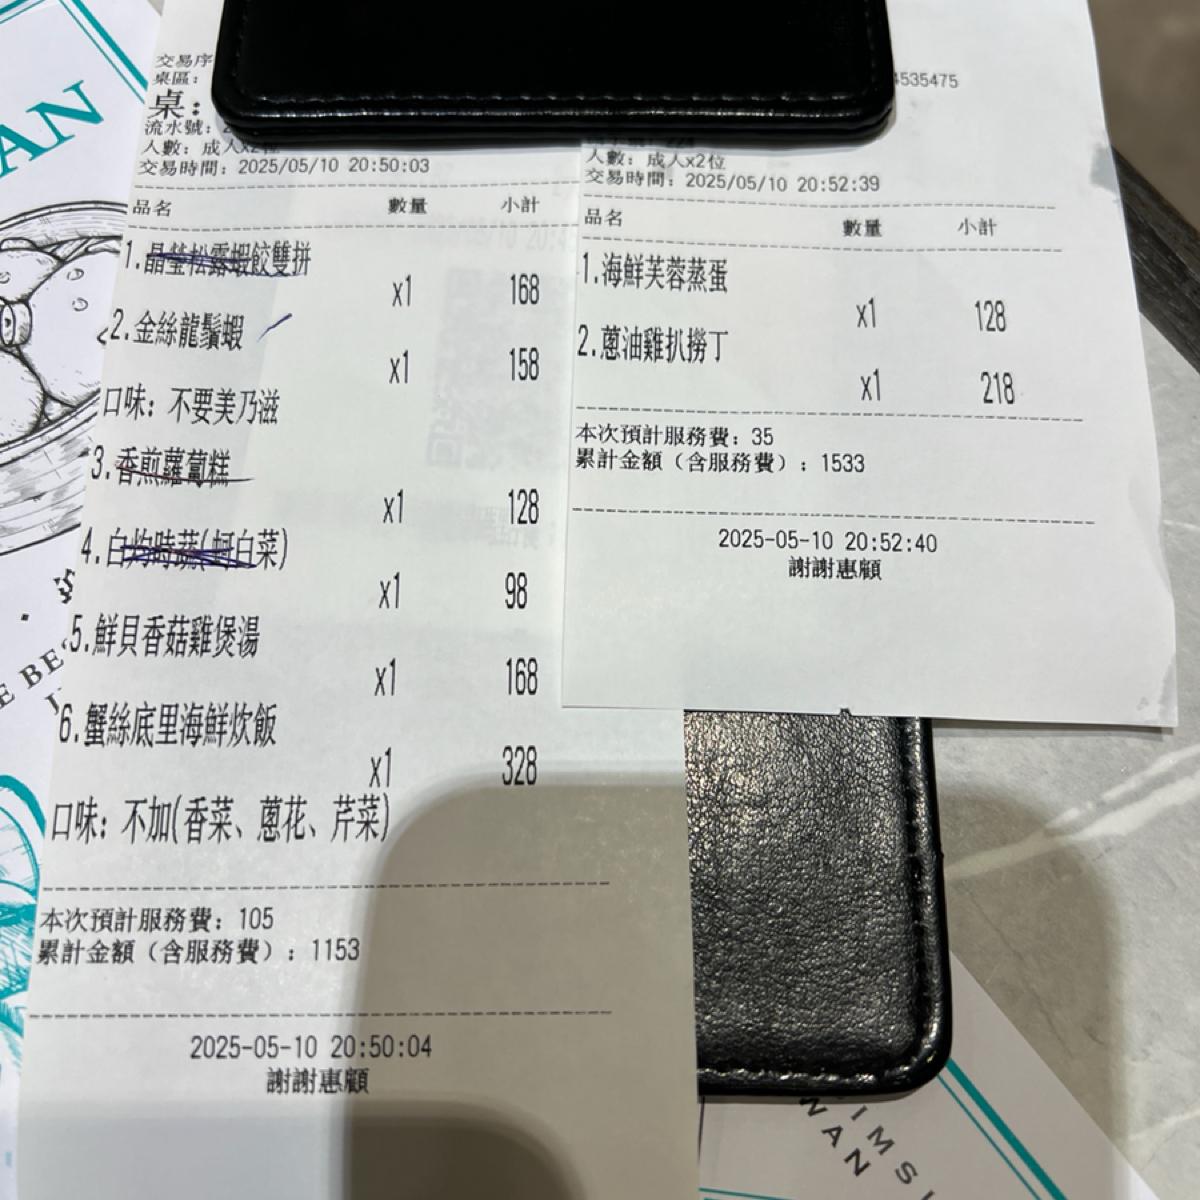 AN
交易序
桌區:
桌:
流水號: 2
人數: 成人x2位
交易時間: 2025/05/10 20:50:03
品名 數量 小計
1.晶瑩松露蝦餃雙拼
x1 168
2.金絲龍鬚蝦
x1 158
口味: 不要美乃滋
3.香煎蘿蔔糕
x1 128
4.白灼時蔬(蚵白菜)
x1 98
5.鮮貝香菇雞煲湯
x1 168
6.蟹絲底里海鮮炊飯
x1 328
口味: 不加(香菜、蔥花、芹菜)
本次預計服務費: 105
累計金額（含服務費）: 1153
2025-05-10 20:50:04
謝謝惠顧
4535475
人數: 成人x2位
交易時間: 2025/05/10 20:52:39
品名 數量 小計
1.海鮮芙蓉蒸蛋
x1 128
2.蔥油雞扒撈丁
x1 218
本次預計服務費: 35
累計金額（含服務費）: 1533
2025-05-10 20:52:40
謝謝惠顧
E BE
J
IMS
WAN